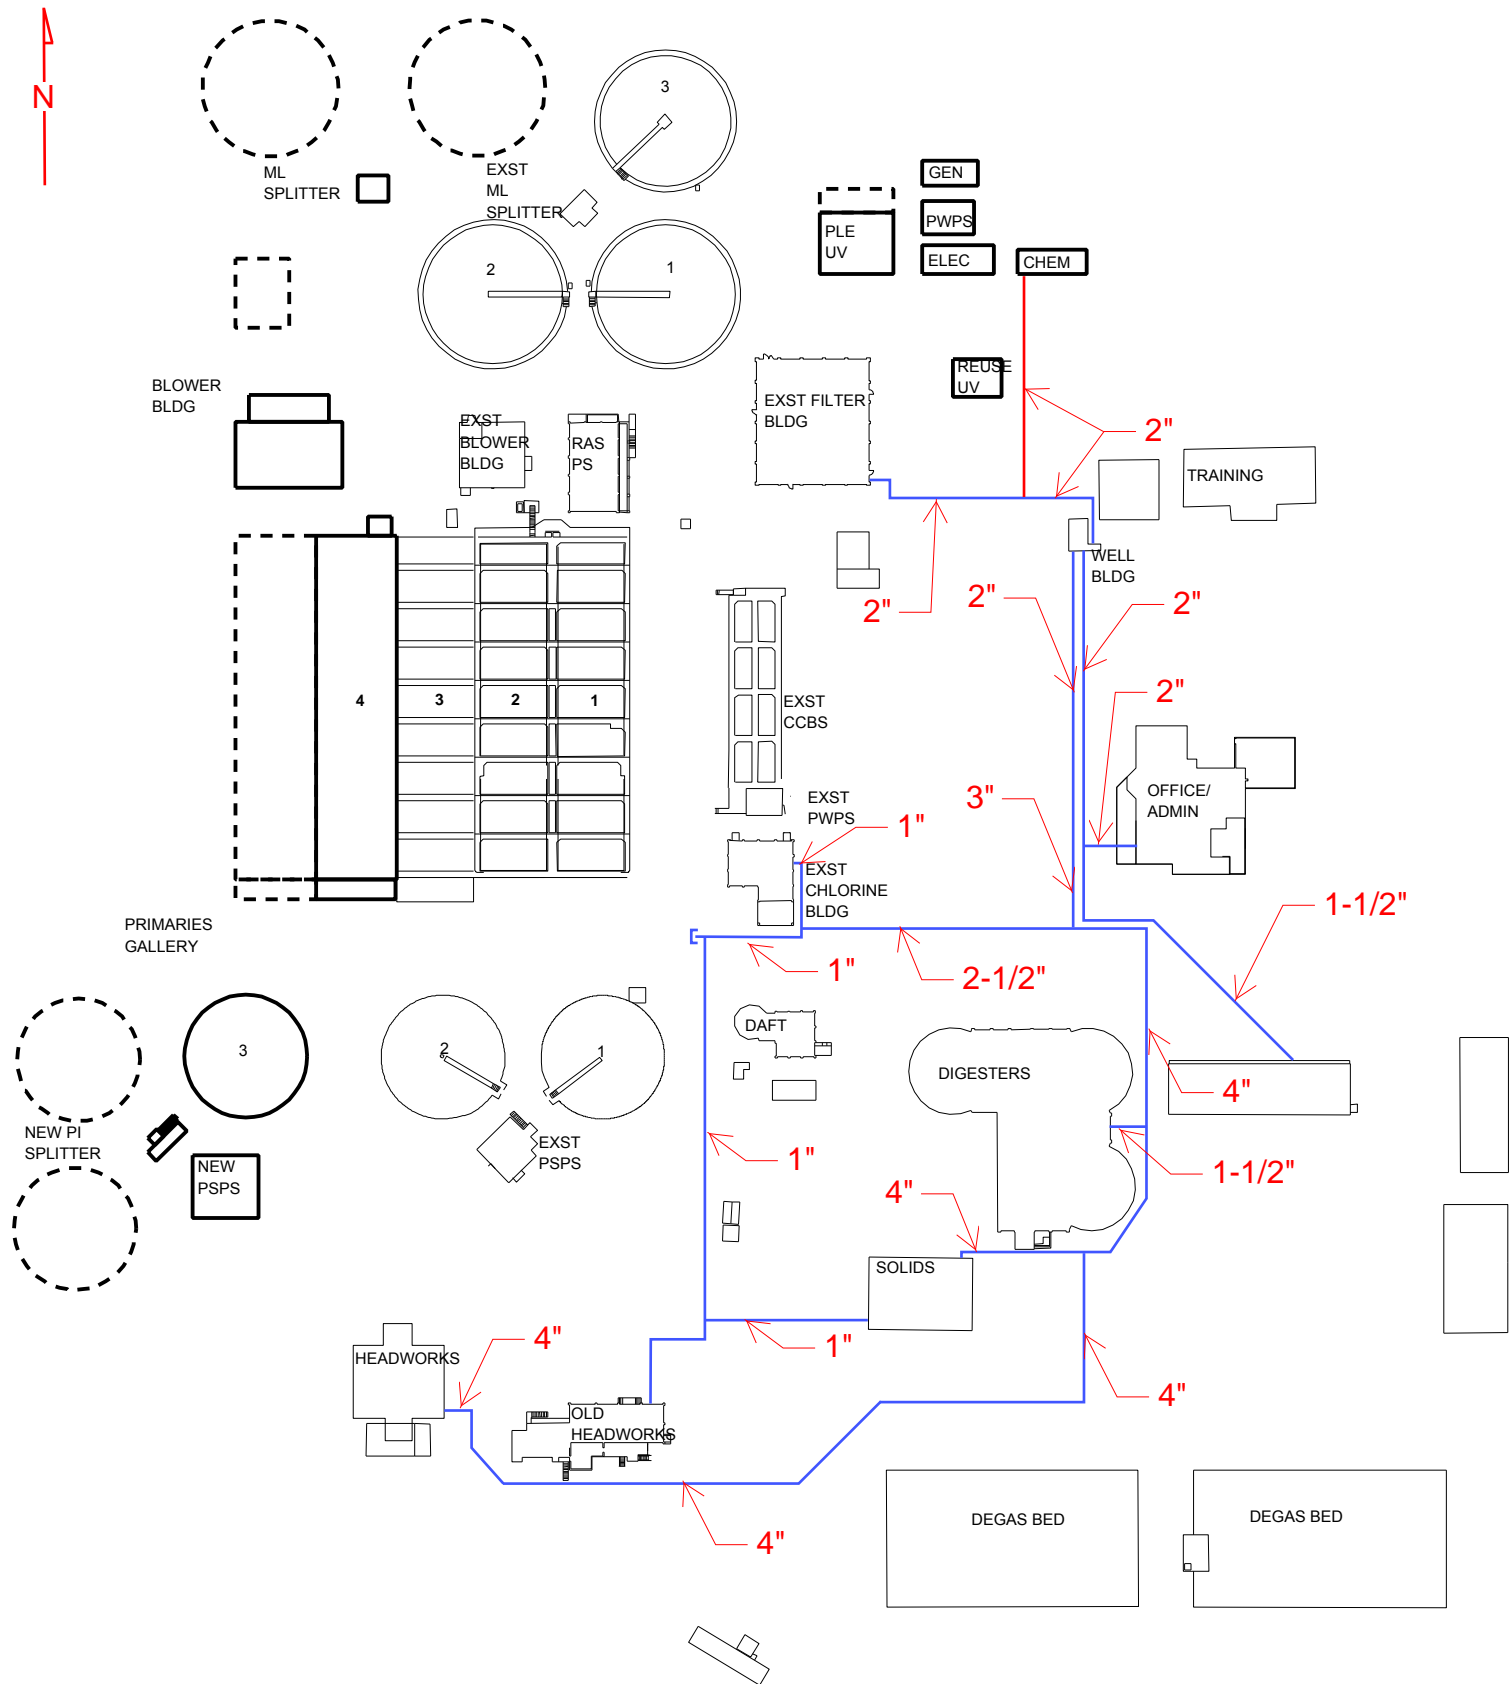 N
3
ML
SPLITTER
EXST
ML
SPLITTER
GEN
PWPS
PLE
UV
ELEC
CHEM
2
1
BLOWER
BLDG
EXST
BLOWER
BLDG
RAS
PS
EXST FILTER
BLDG
REUSE
UV
2"
TRAINING
WELL
BLDG
2"
2"
2"
4
3
2
1
EXST
CCBS
2"
3"
OFFICE/
ADMIN
EXST
PWPS
1"
EXST
CHLORINE
BLDG
1-1/2"
PRIMARIES
GALLERY
1"
2-1/2"
3
2
1
DAFT
DIGESTERS
4"
NEW PI
SPLITTER
NEW
PSPS
EXST
PSPS
1"
1-1/2"
4"
SOLIDS
HEADWORKS
4"
1"
4"
OLD
HEADWORKS
4"
DEGAS BED
DEGAS BED